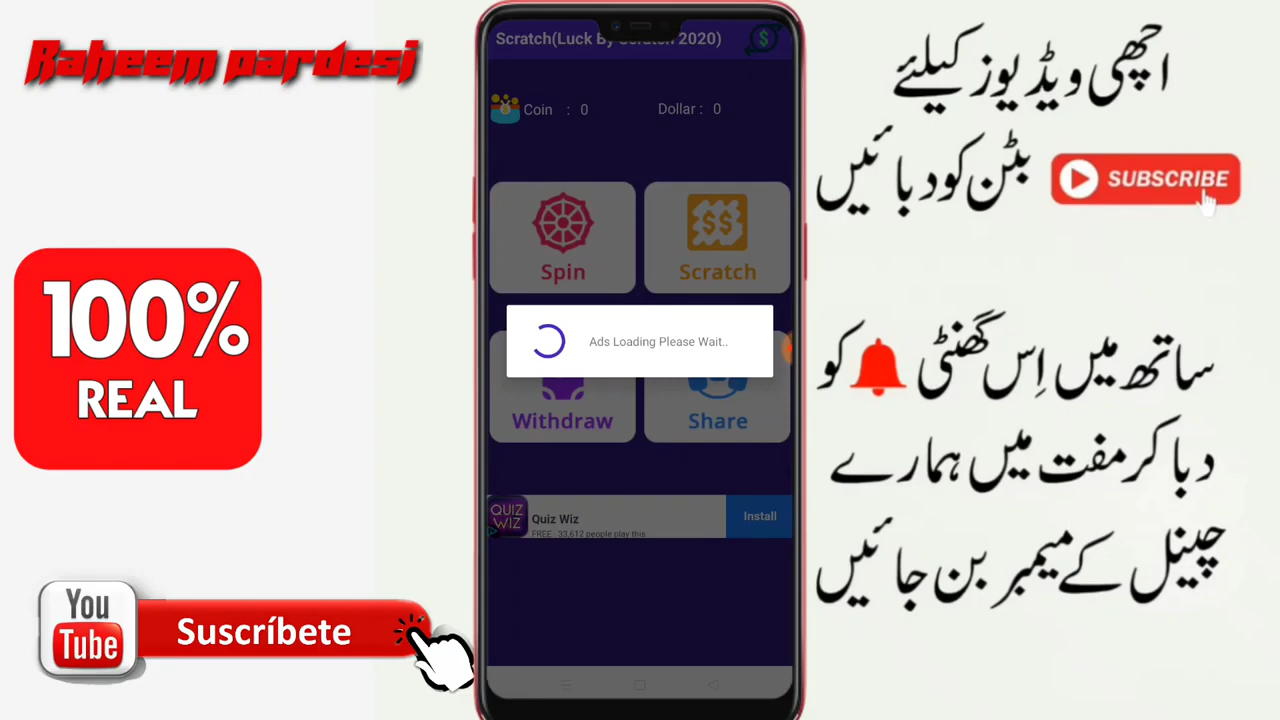 Raheem pardesi
100%
REAL
You
Tube
Suscríbete
Scratch(Luck By Scratch 2020)
Coin : 0
Dollar : 0
Spin
Scratch
Ads Loading Please Wait..
Withdraw
Share
QUIZ
WIZ
Quiz Wiz
FREE 33,612 people play this
Install
اچھی ویڈیوز کیلئے
بٹن کو دبائیں
SUBSCRIBE
ساتھ میں اِس گھنٹی کو
دبا کر مفت میں ہمارے
چینل کے میمبر بن جائیں